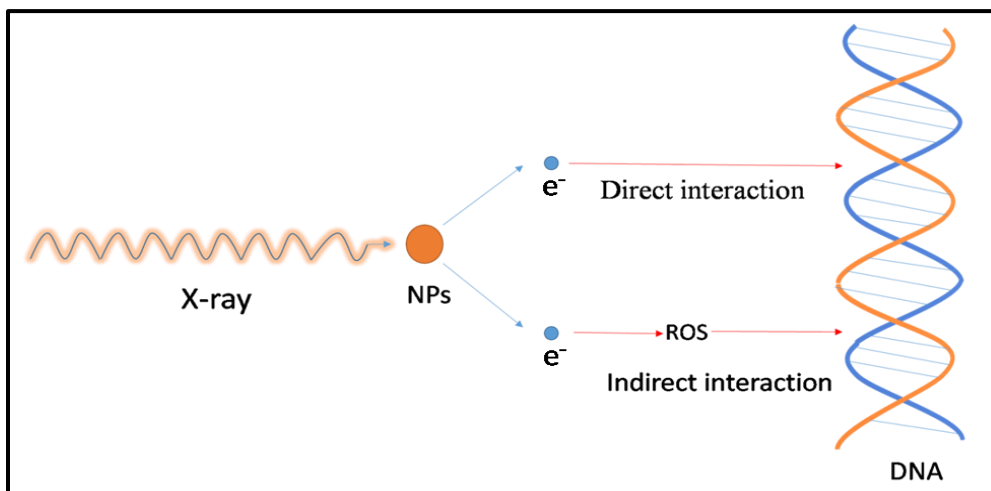 X-ray
NPs
e⁻
Direct interaction
e⁻
ROS
Indirect interaction
DNA